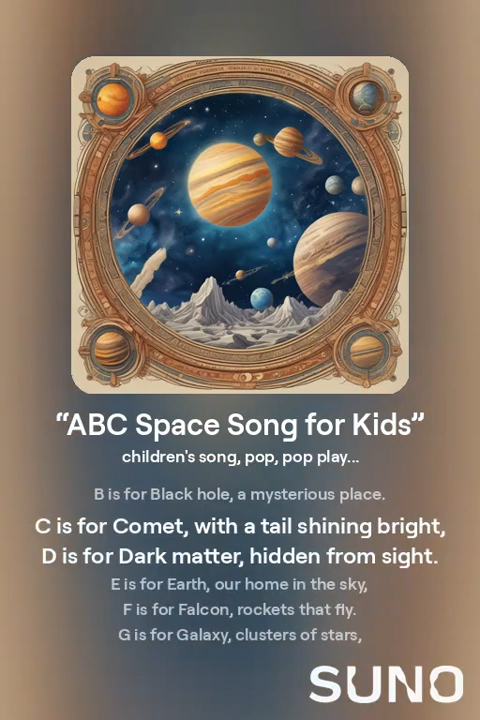 “ABC Space Song for Kids”
children's song, pop, pop play...
B is for Black hole, a mysterious place.
C is for Comet, with a tail shining bright,
D is for Dark matter, hidden from sight.
E is for Earth, our home in the sky,
F is for Falcon, rockets that fly.
G is for Galaxy, clusters of stars,
SUNO